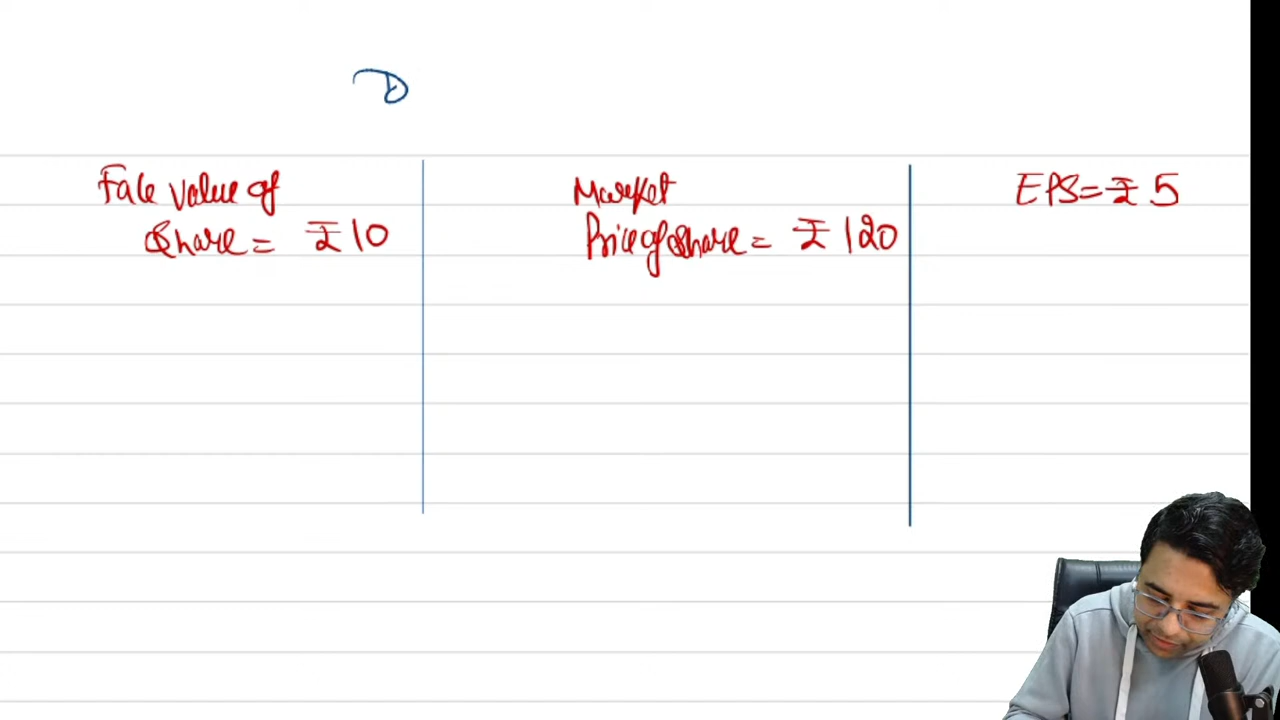 D
Face value of
Share = ₹ 10
Market
Price of Share = ₹ 120
EPS = ₹ 5